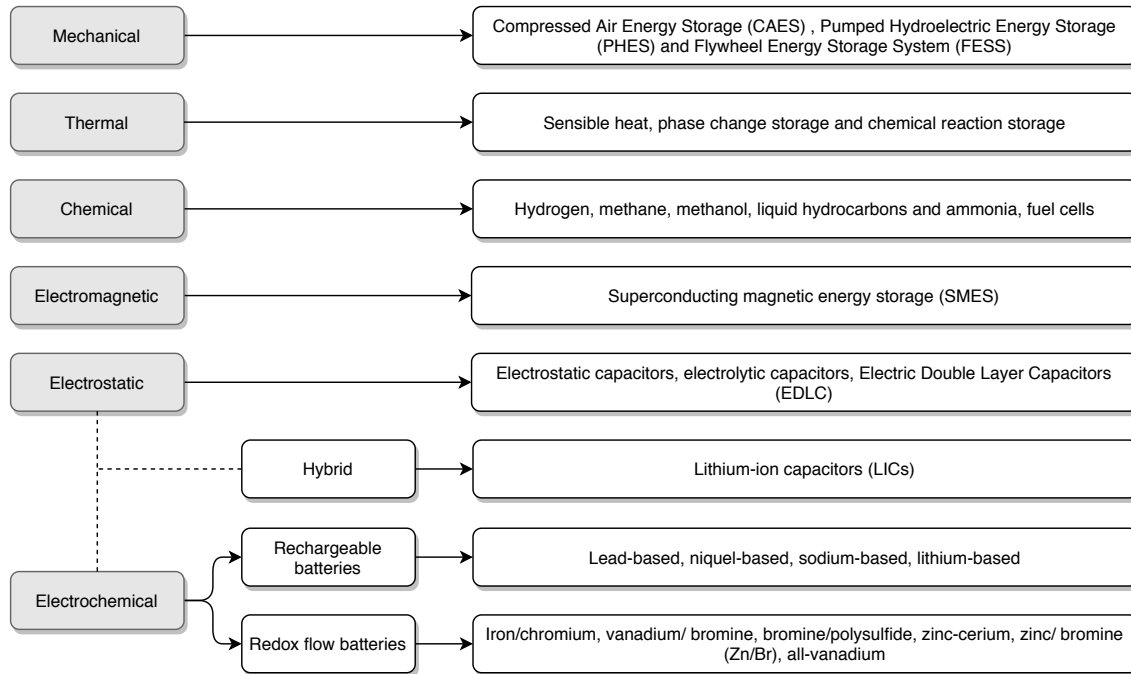 Mechanical
Compressed Air Energy Storage (CAES) , Pumped Hydroelectric Energy Storage
(PHES) and Flywheel Energy Storage System (FESS)
Thermal
Sensible heat, phase change storage and chemical reaction storage
Chemical
Hydrogen, methane, methanol, liquid hydrocarbons and ammonia, fuel cells
Electromagnetic
Superconducting magnetic energy storage (SMES)
Electrostatic
Electrostatic capacitors, electrolytic capacitors, Electric Double Layer Capacitors
(EDLC)
Hybrid
Lithium-ion capacitors (LICs)
Electrochemical
Rechargeable
batteries
Lead-based, niquel-based, sodium-based, lithium-based
Redox flow batteries
Iron/chromium, vanadium/ bromine, bromine/polysulfide, zinc-cerium, zinc/ bromine
(Zn/Br), all-vanadium